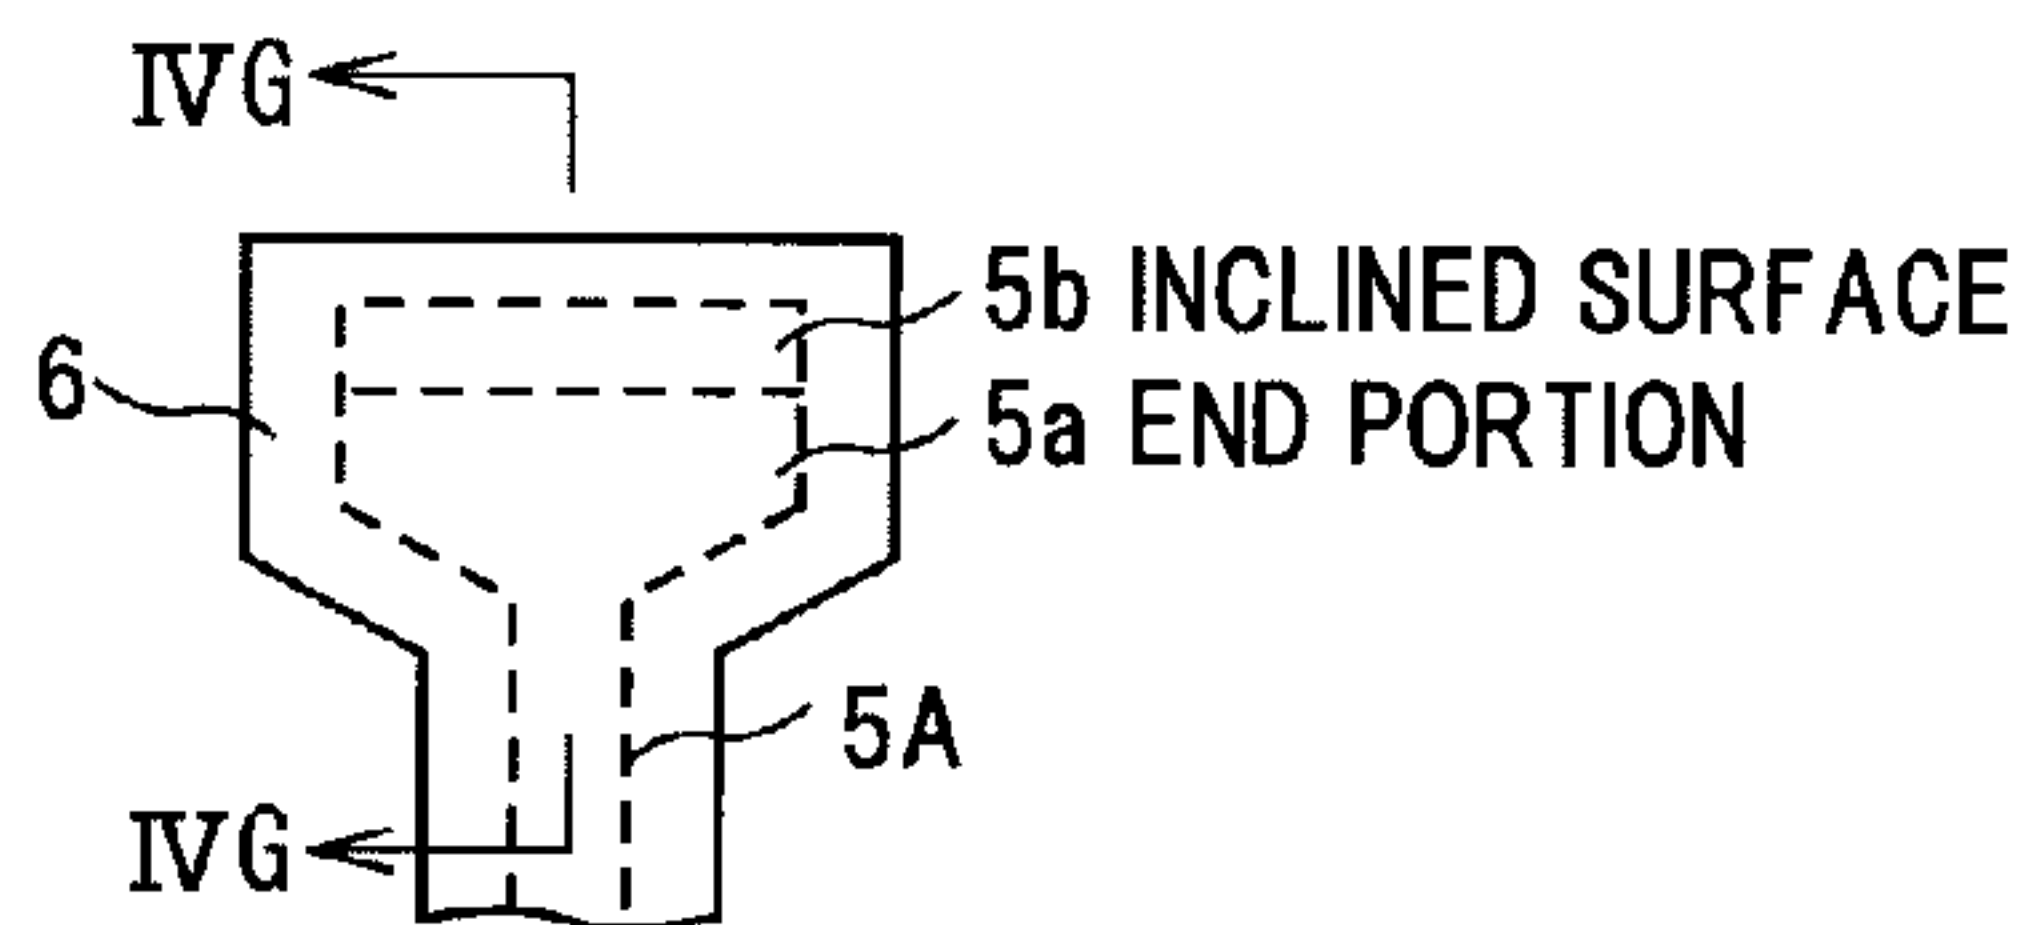 IVG
5b INCLINED SURFACE
6
5a END PORTION
5A
IVG